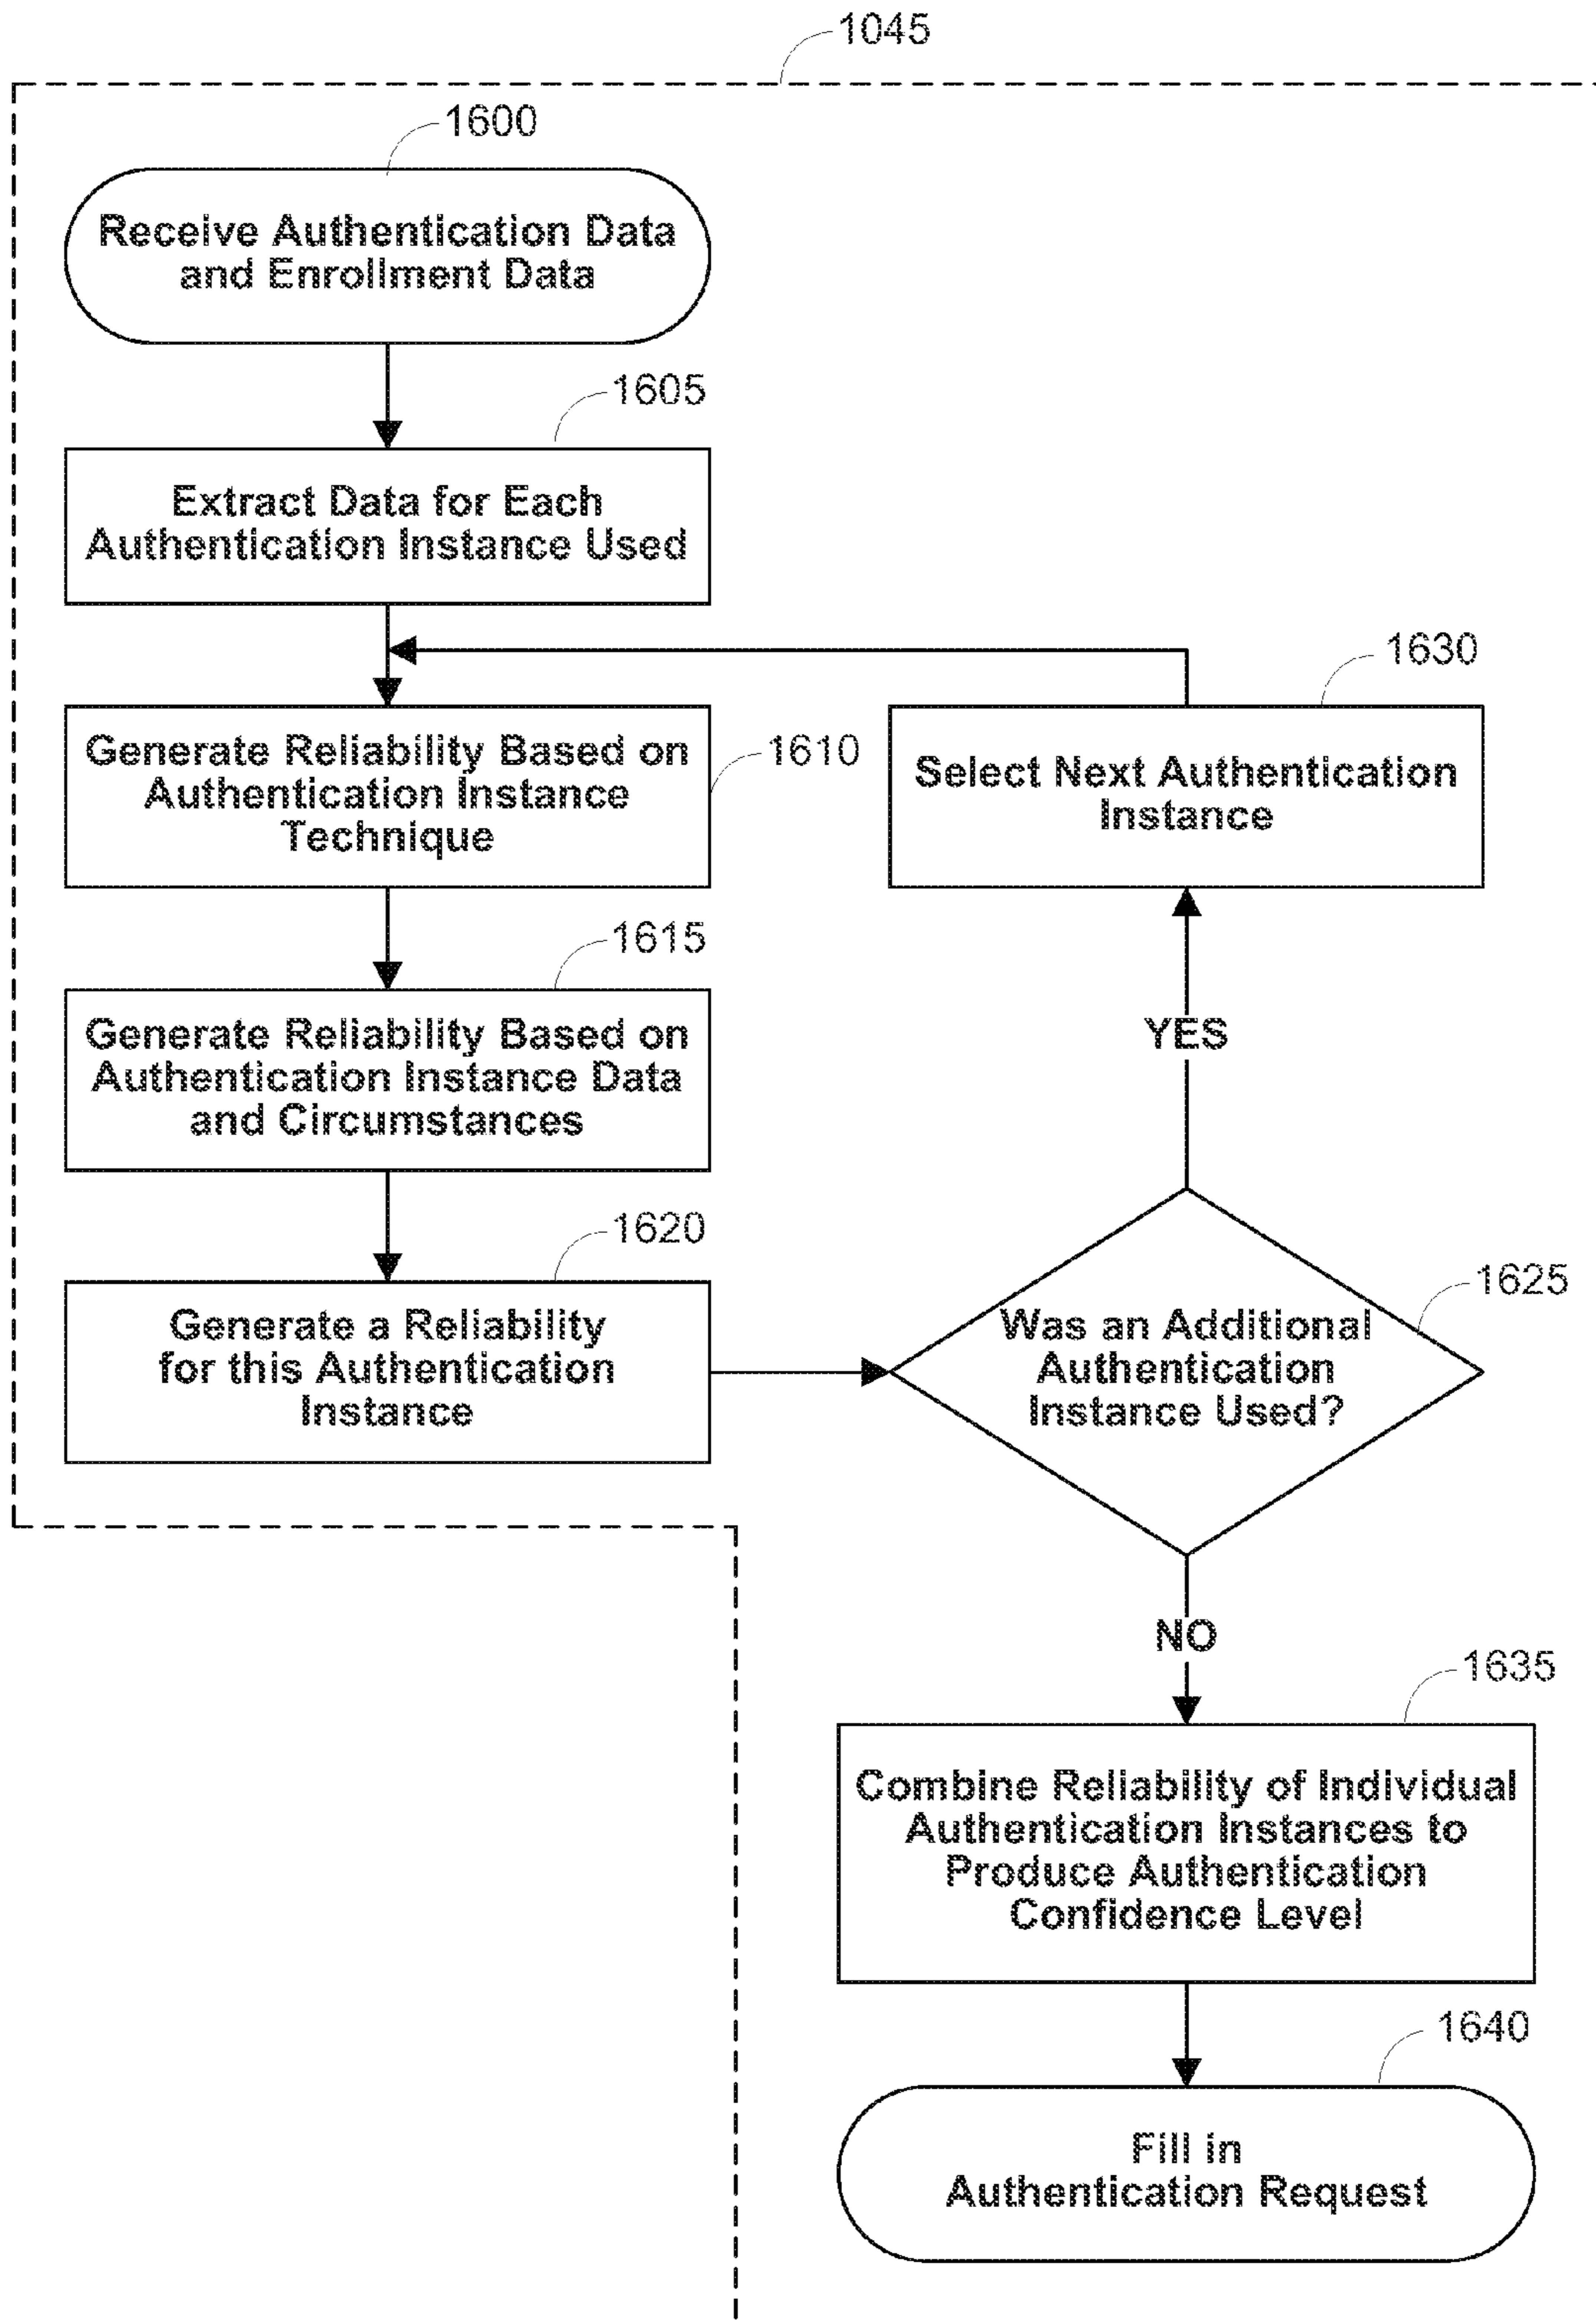 1045
1600
Receive Authentication Data
and Enrollment Data
1605
Extract Data for Each
Authentication Instance Used
1630
Generate Reliability Based on
Authentication Instance
Technique
1610
Select Next Authentication
Instance
1615
Generate Reliability Based on
Authentication Instance Data
and Circumstances
YES
1620
Generate a Reliability
for this Authentication
Instance
1625
Was an Additional
Authentication
Instance Used?
NO
1635
Combine Reliability of Individual
Authentication Instances to
Produce Authentication
Confidence Level
1640
Fill in
Authentication Request